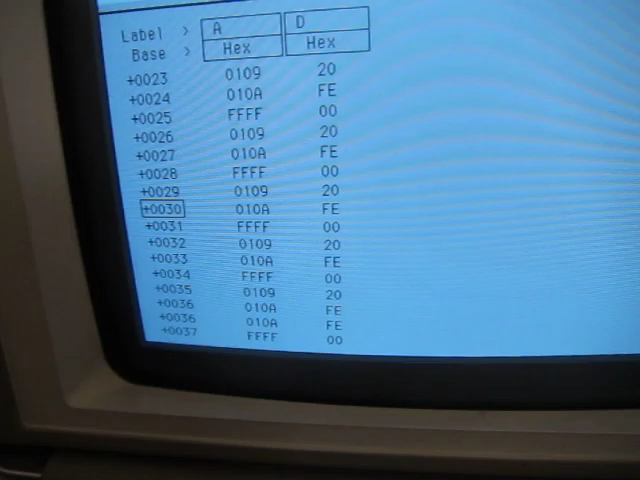 Label > A D
Base > Hex Hex
+0023 0109 20
+0024 010A FE
+0025 FFFF 00
+0026 0109 20
+0027 010A FE
+0028 FFFF 00
+0029 0109 20
+0030 010A FE
+0031 FFFF 00
+0032 0109 20
+0033 010A FE
+0034 FFFF 00
+0035 0109 20
+0036 010A FE
+0036 010A FE
+0037 FFFF 00